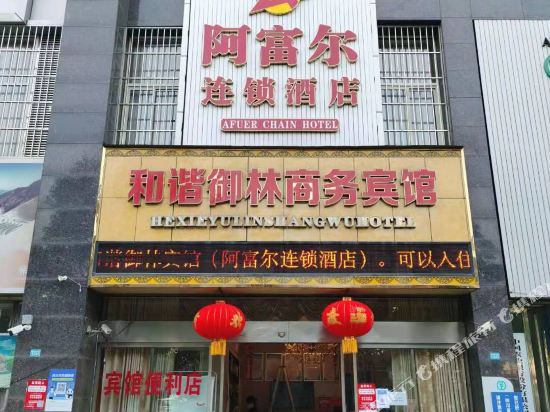 阿富尔
连锁酒店
AFUER CHAIN HOTEL
和谐御林商务宾馆
HEXIEYULINSHANGWUHOTEL
谐御林宾馆（阿富尔连锁酒店）。可以入住
宾馆便利店